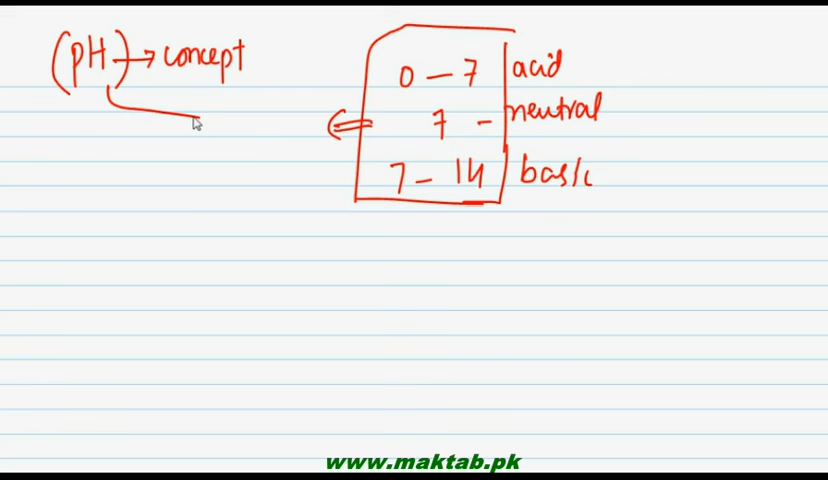 (pH) → concept
0 – 7 acid
7 – neutral
7 – 14 basic
www.maktab.pk